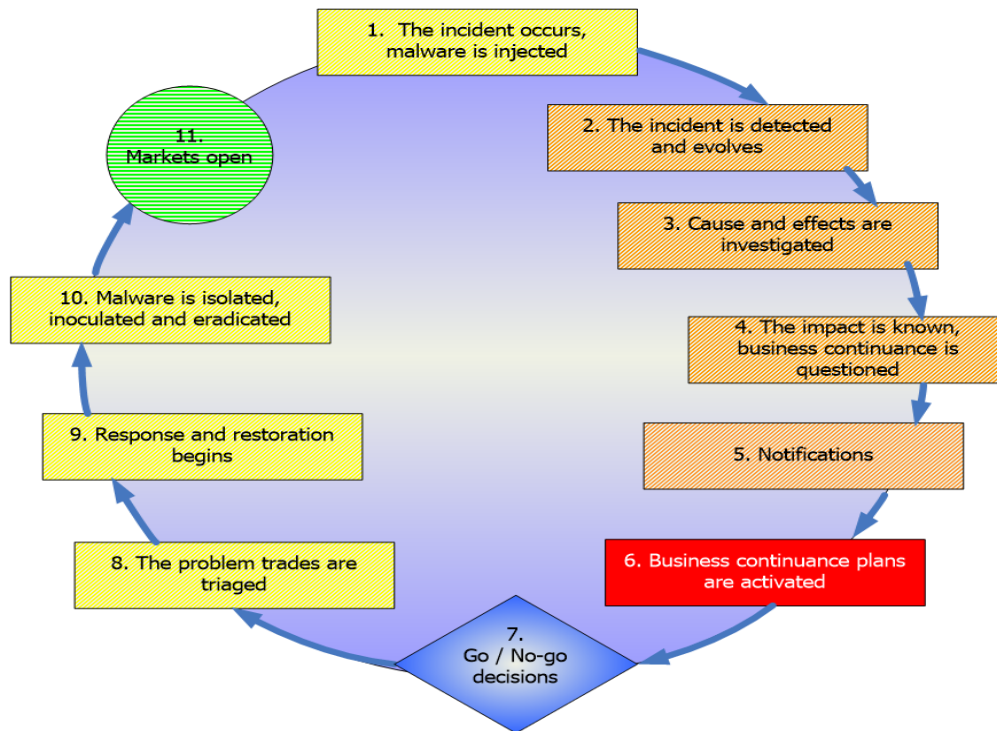 1. The incident occurs,
malware is injected
2. The incident is detected
and evolves
3. Cause and effects are
investigated
4. The impact is known,
business continuance is
questioned
5. Notifications
6. Business continuance plans
are activated
7.
Go / No-go
decisions
8. The problem trades are
triaged
9. Response and restoration
begins
10. Malware is isolated,
inoculated and eradicated
11.
Markets open